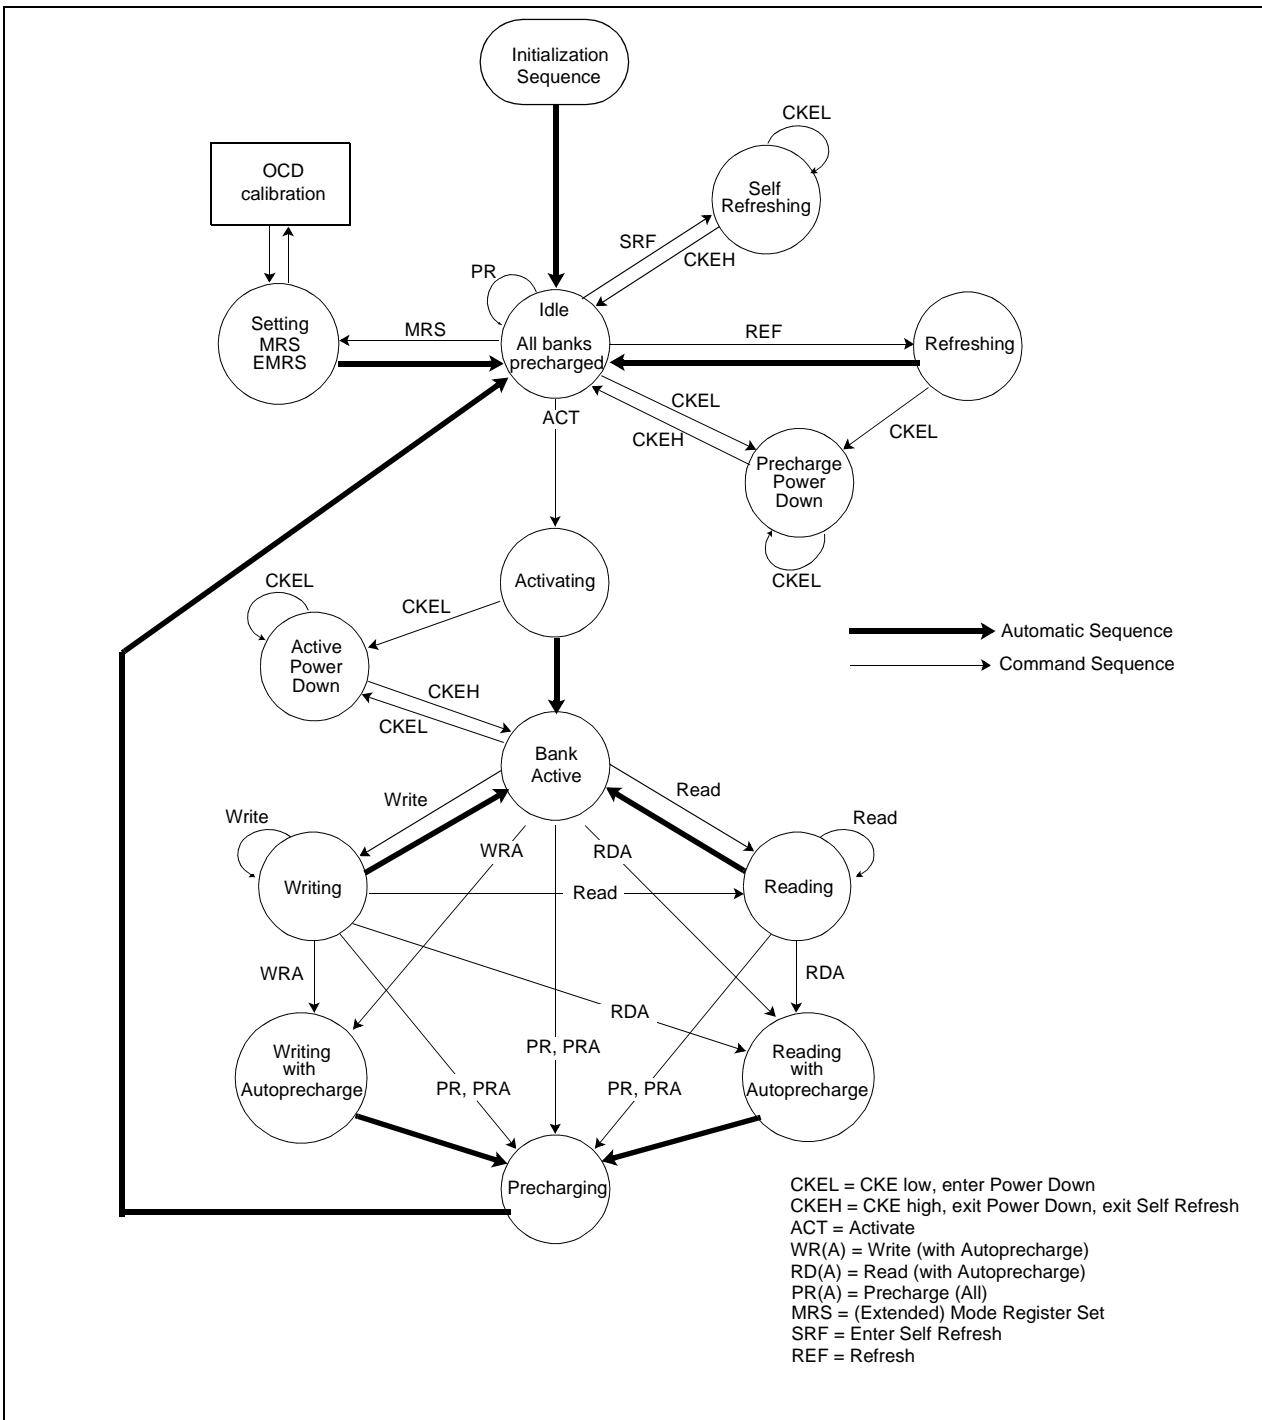 Initialization
Sequence
CKEL
OCD
calibration
Self
Refreshing
SRF
CKEH
PR
Idle
All banks
precharged
Setting
MRS
EMRS
MRS
REF
Refreshing
CKEL
CKEH
ACT
CKEL
Precharge
Power
Down
CKEL
Activating
CKEL
CKEL
Active
Power
Down
CKEH
CKEL
Automatic Sequence
Command Sequence
Bank
Active
Write
Read
Write
Read
WRA
RDA
Writing
Read
Reading
WRA
RDA
RDA
Writing
with
Autoprecharge
PR, PRA
Reading
with
Autoprecharge
PR, PRA
PR, PRA
Precharging
CKEL = CKE low, enter Power Down
CKEH = CKE high, exit Power Down, exit Self Refresh
ACT = Activate
WR(A) = Write (with Autoprecharge)
RD(A) = Read (with Autoprecharge)
PR(A) = Precharge (All)
MRS = (Extended) Mode Register Set
SRF = Enter Self Refresh
REF = Refresh